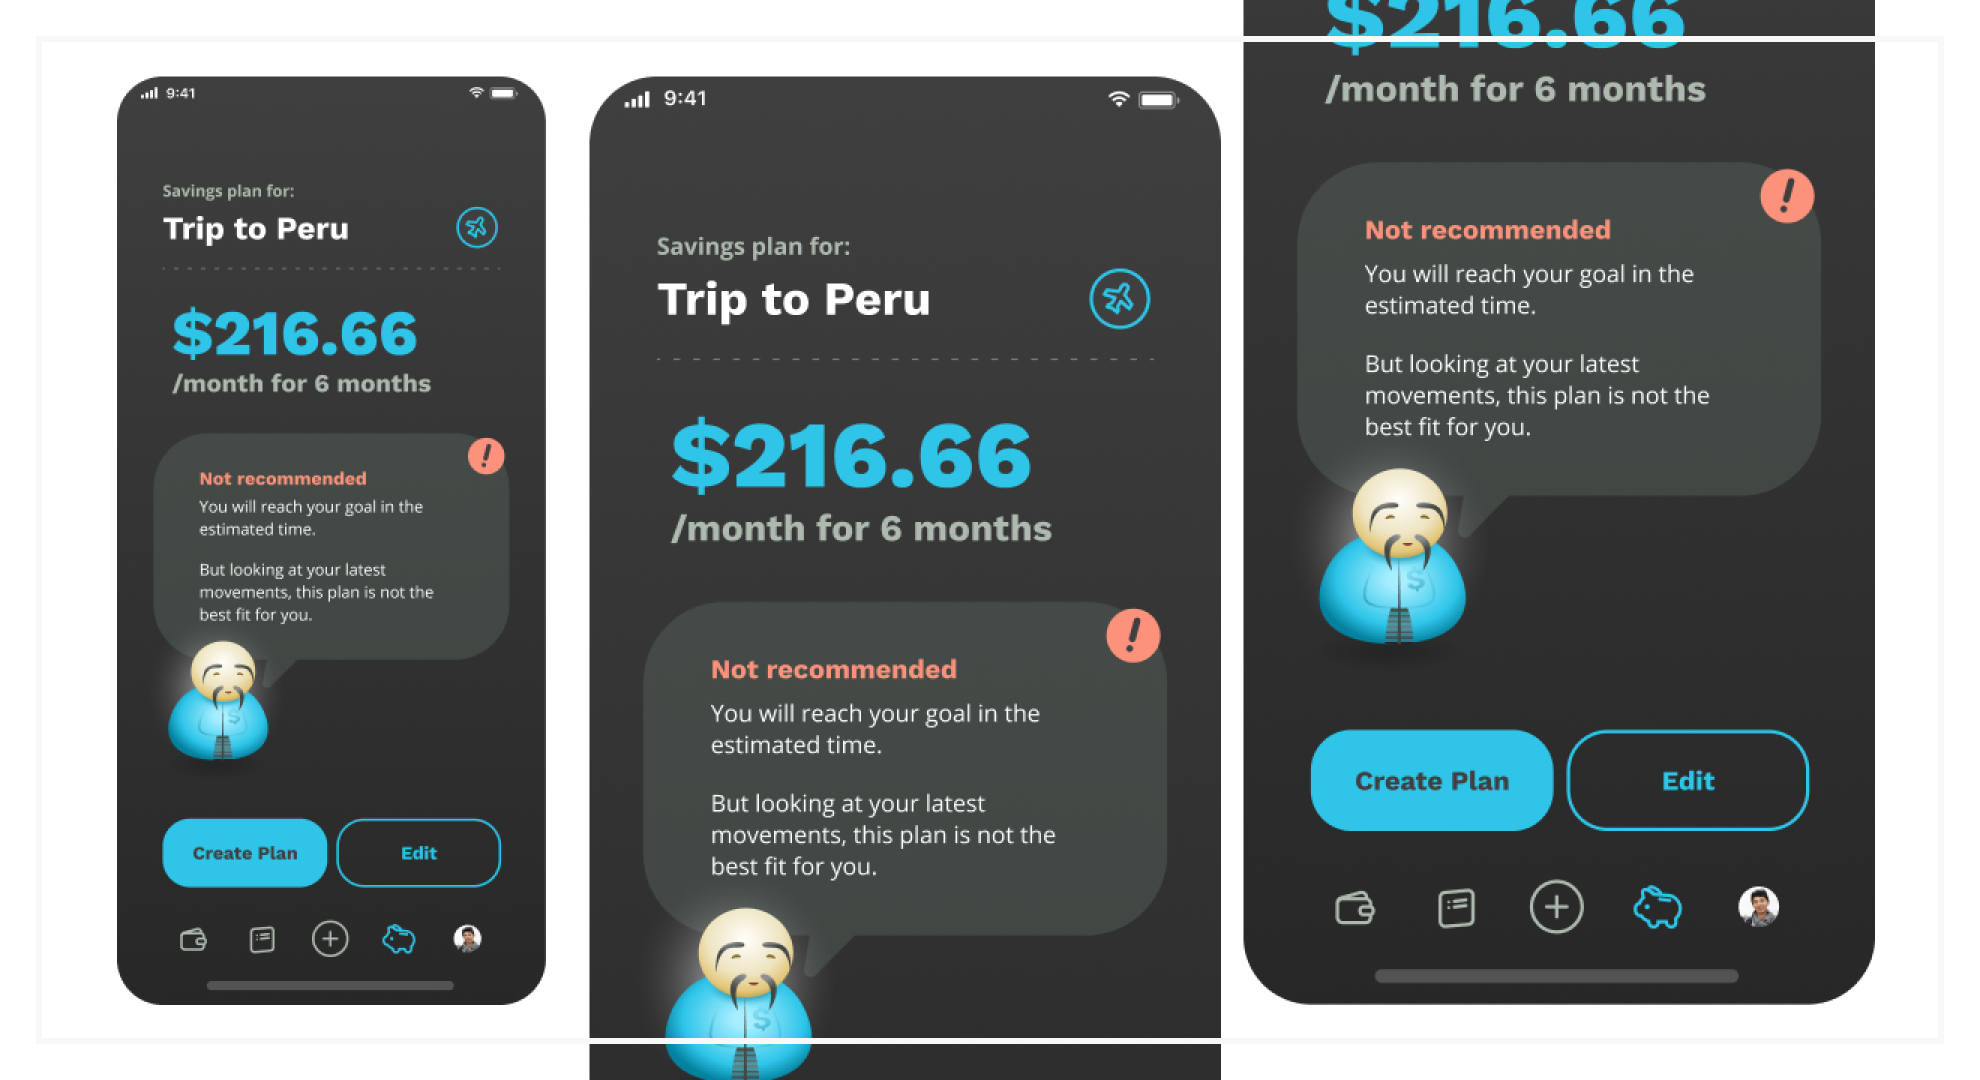 9:41
Savings plan for:
Trip to Peru
$216.66
/month for 6 months
!
Not recommended
You will reach your goal in the
estimated time.
But looking at your latest
movements, this plan is not the
best fit for you.
$
Create Plan
Edit
9:41
Savings plan for:
Trip to Peru
$216.66
/month for 6 months
!
Not recommended
You will reach your goal in the
estimated time.
But looking at your latest
movements, this plan is not the
best fit for you.
$
$216.66
/month for 6 months
!
Not recommended
You will reach your goal in the
estimated time.
But looking at your latest
movements, this plan is not the
best fit for you.
$
Create Plan
Edit